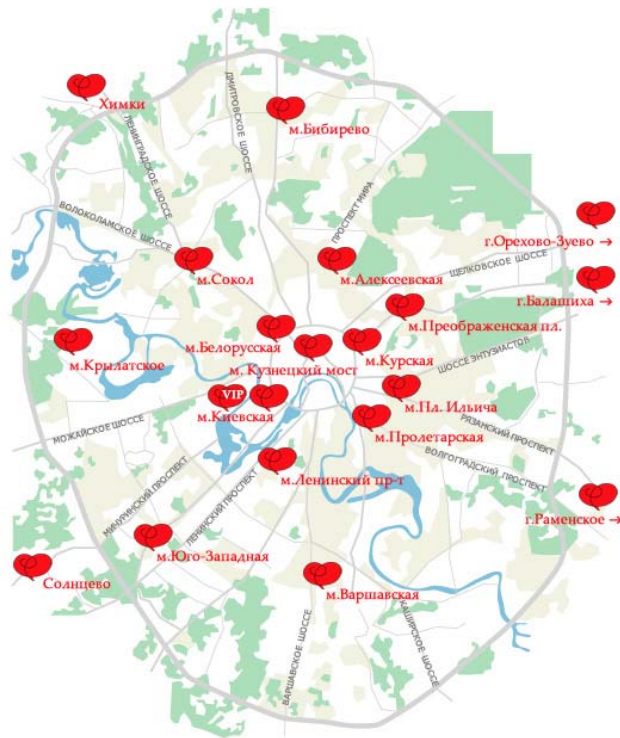 Химки
ДМИТРОВСКОЕ ШОССЕ
м.Бибирево
ЛЕНИНГРАДСКОЕ ШОССЕ
ПРОСПЕКТ МИРА
ВОЛОКОЛАМСКОЕ ШОССЕ
г.Орехово-Зуево →
м.Сокол
м.Алексеевская
ЩЕЛКОВСКОЕ ШОССЕ
г.Балашиха →
м.Преображенская пл.
м.Белорусская
м.Курская
м.Крылатское
м. Кузнецкий мост
ШОССЕ ЭНТУЗИАСТОВ
VIP
м.Киевская
м.Пл. Ильича
МОЖАЙСКОЕ ШОССЕ
м.Пролетарская
РЯЗАНСКИЙ ПРОСПЕКТ
ВОЛГОГРАДСКИЙ ПРОСПЕКТ
м.Ленинский пр-т
МИЧУРИНСКИЙ ПРОСПЕКТ
ЛЕНИНСКИЙ ПРОСПЕКТ
г.Раменское →
м.Юго-Западная
Солнцево
м.Варшавская
КАШИРСКОЕ ШОССЕ
ВАРШАВСКОЕ ШОССЕ